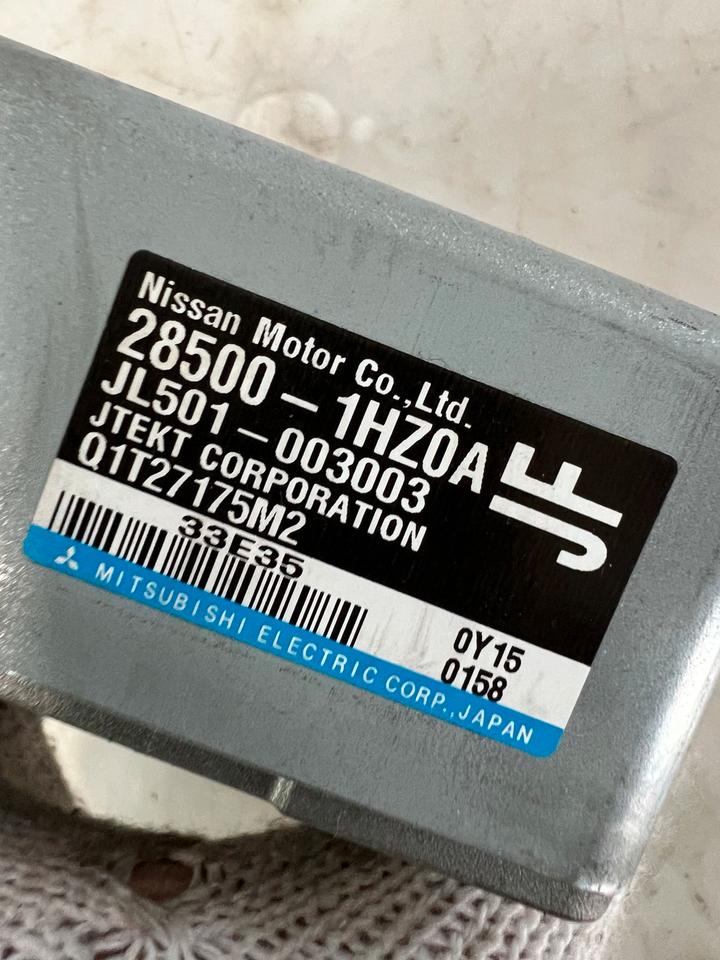 Nissan Motor Co.,Ltd.
28500-1HZ0A
JL501-003003
JTEKT CORPORATION
Q1T27175M2
JF
33E35
0Y15
0158
MITSUBISHI ELECTRIC CORP.,JAPAN